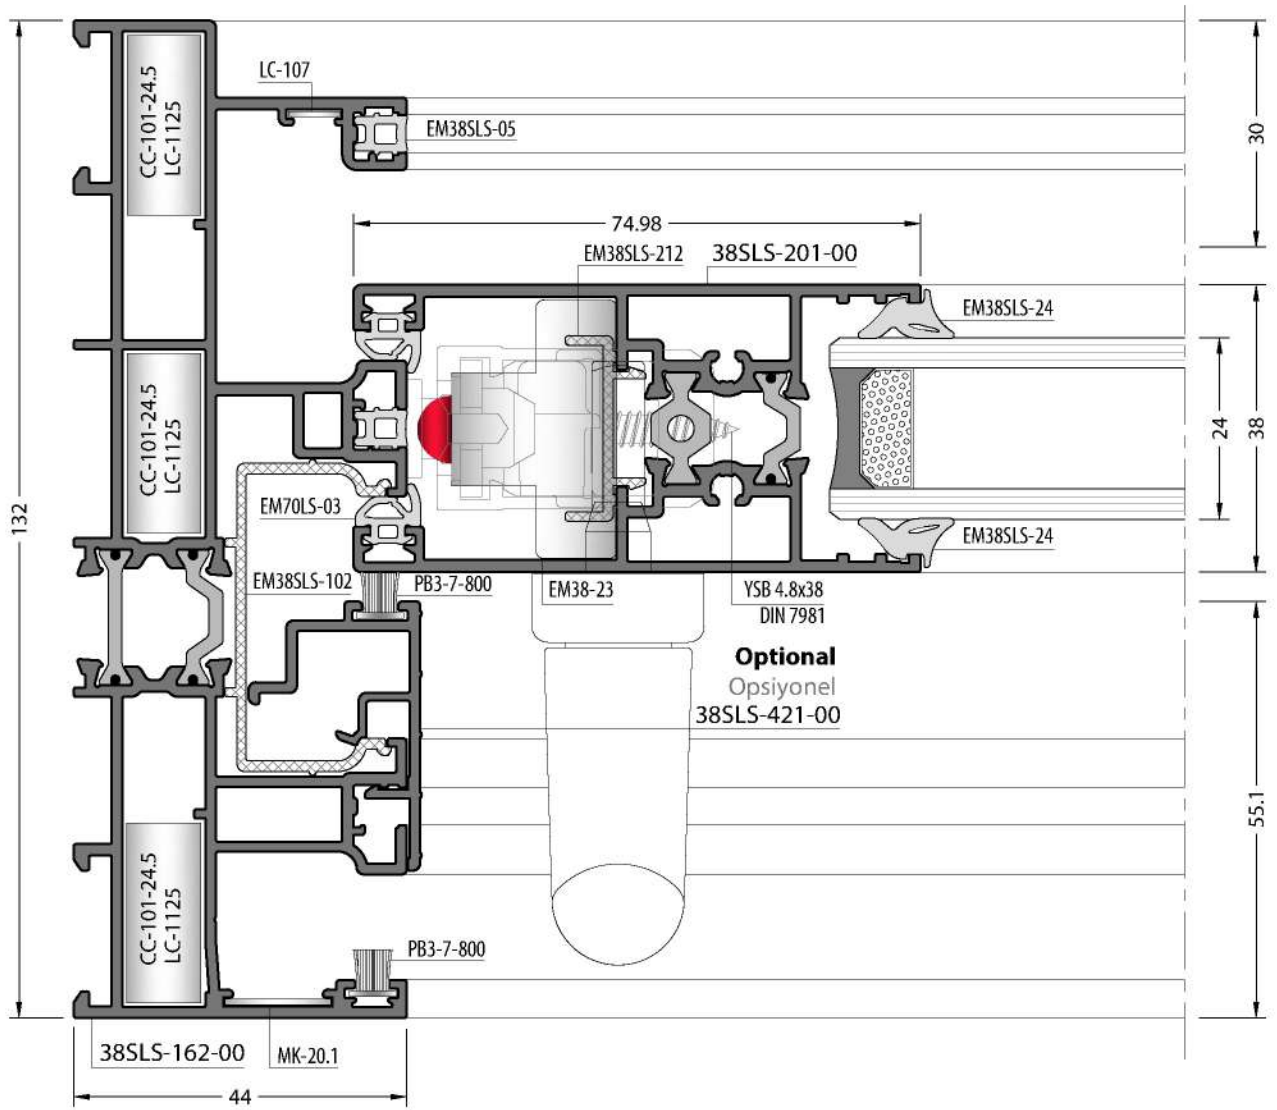 CC-101-24.5
LC-1125
LC-107
EM38SLS-05
30
74.98
EM38SLS-212
38SLS-201-00
EM38SLS-24
CC-101-24.5
LC-1125
24
38
132
EM70LS-03
EM38SLS-24
EM38SLS-102
PB3-7-800
EM38-23
YSB 4.8x38
DIN 7981
Optional
Opsiyonel
38SLS-421-00
55.1
CC-101-24.5
LC-1125
PB3-7-800
38SLS-162-00
MK-20.1
44